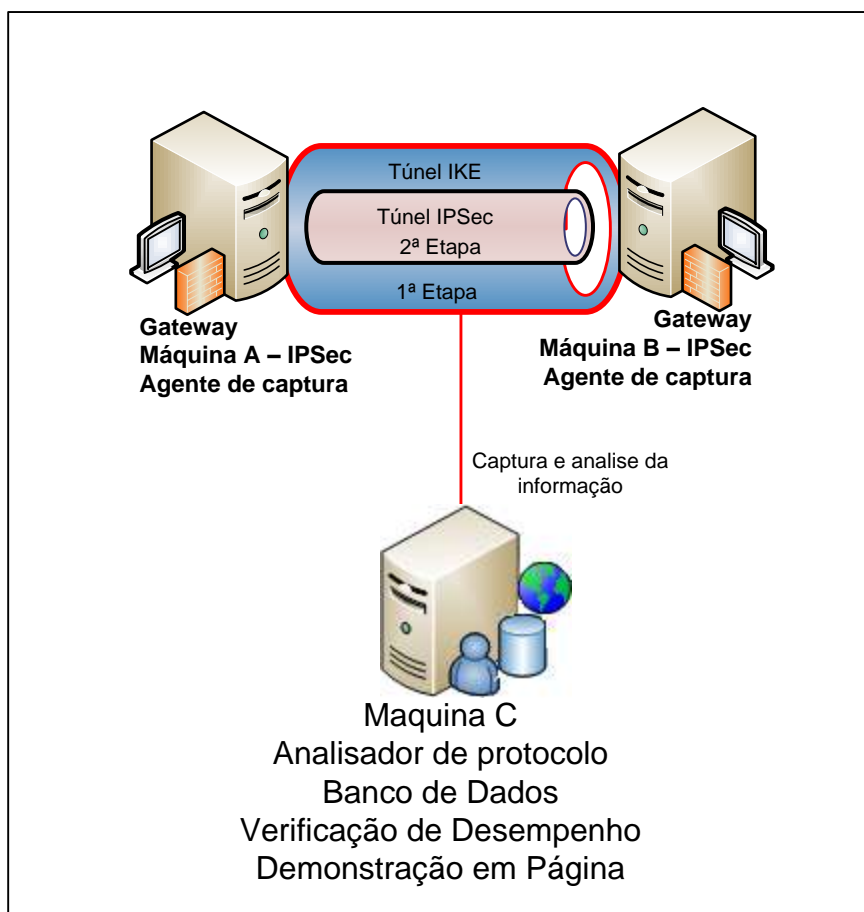 Túnel IKE
Túnel IPSec
2ª Etapa
1ª Etapa
Gateway
Máquina A – IPSec
Agente de captura
Gateway
Máquina B – IPSec
Agente de captura
Captura e analise da
informação
Maquina C
Analisador de protocolo
Banco de Dados
Verificação de Desempenho
Demonstração em Página